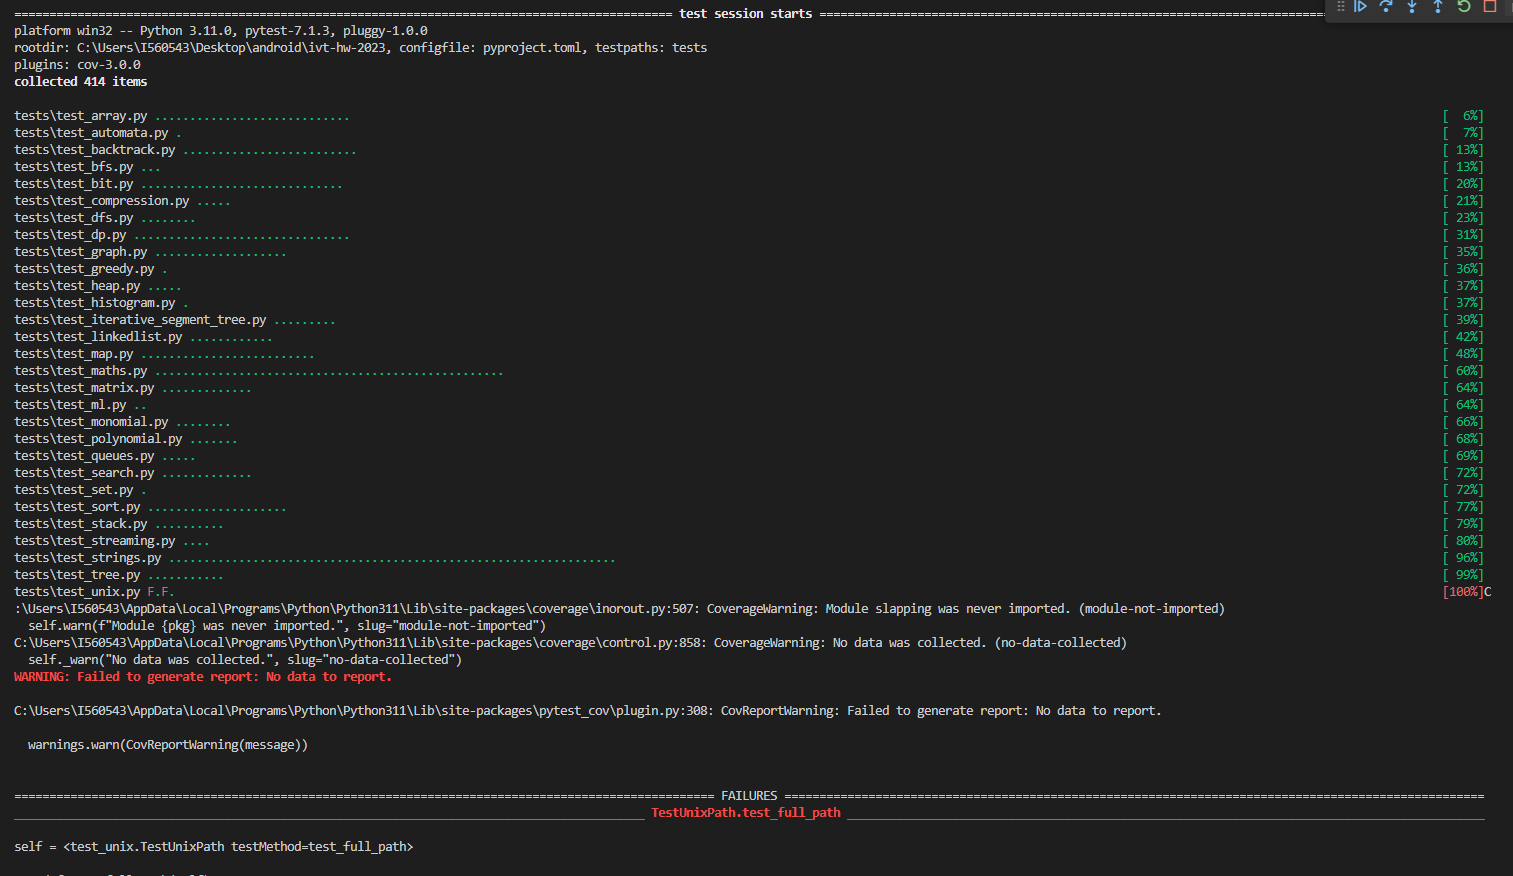 ============================================================================================== test session starts ========================================================================
platform win32 -- Python 3.11.0, pytest-7.1.3, pluggy-1.0.0
rootdir: C:\Users\I560543\Desktop\android\ivt-hw-2023, configfile: pyproject.toml, testpaths: tests
plugins: cov-3.0.0
collected 414 items
tests\test_array.py ............................ [  6%]
tests\test_automata.py . [  7%]
tests\test_backtrack.py ......................... [ 13%]
tests\test_bfs.py ... [ 13%]
tests\test_bit.py ............................. [ 20%]
tests\test_compression.py ..... [ 21%]
tests\test_dfs.py ........ [ 23%]
tests\test_dp.py ............................... [ 31%]
tests\test_graph.py ................... [ 35%]
tests\test_greedy.py . [ 36%]
tests\test_heap.py ..... [ 37%]
tests\test_histogram.py . [ 37%]
tests\test_iterative_segment_tree.py ......... [ 39%]
tests\test_linkedlist.py ............ [ 42%]
tests\test_map.py ......................... [ 48%]
tests\test_maths.py .................................................. [ 60%]
tests\test_matrix.py ............. [ 64%]
tests\test_ml.py .. [ 64%]
tests\test_monomial.py ........ [ 66%]
tests\test_polynomial.py ....... [ 68%]
tests\test_queues.py ..... [ 69%]
tests\test_search.py ............. [ 72%]
tests\test_set.py . [ 72%]
tests\test_sort.py .................... [ 77%]
tests\test_stack.py .......... [ 79%]
tests\test_streaming.py .... [ 80%]
tests\test_strings.py ................................................................ [ 96%]
tests\test_tree.py ........... [ 99%]
tests\test_unix.py F.F. [100%]C
:\Users\I560543\AppData\Local\Programs\Python\Python311\Lib\site-packages\coverage\inorout.py:507: CoverageWarning: Module slapping was never imported. (module-not-imported)
  self.warn(f"Module {pkg} was never imported.", slug="module-not-imported")
C:\Users\I560543\AppData\Local\Programs\Python\Python311\Lib\site-packages\coverage\control.py:858: CoverageWarning: No data was collected. (no-data-collected)
  self._warn("No data was collected.", slug="no-data-collected")
WARNING: Failed to generate report: No data to report.
C:\Users\I560543\AppData\Local\Programs\Python\Python311\Lib\site-packages\pytest_cov\plugin.py:308: CovReportWarning: Failed to generate report: No data to report.
  warnings.warn(CovReportWarning(message))
==================================================================================================== FAILURES ====================================================================================================
__________________________________________________________________________________________ TestUnixPath.test_full_path ___________________________________________________________________________________________
self = <test_unix.TestUnixPath testMethod=test_full_path>